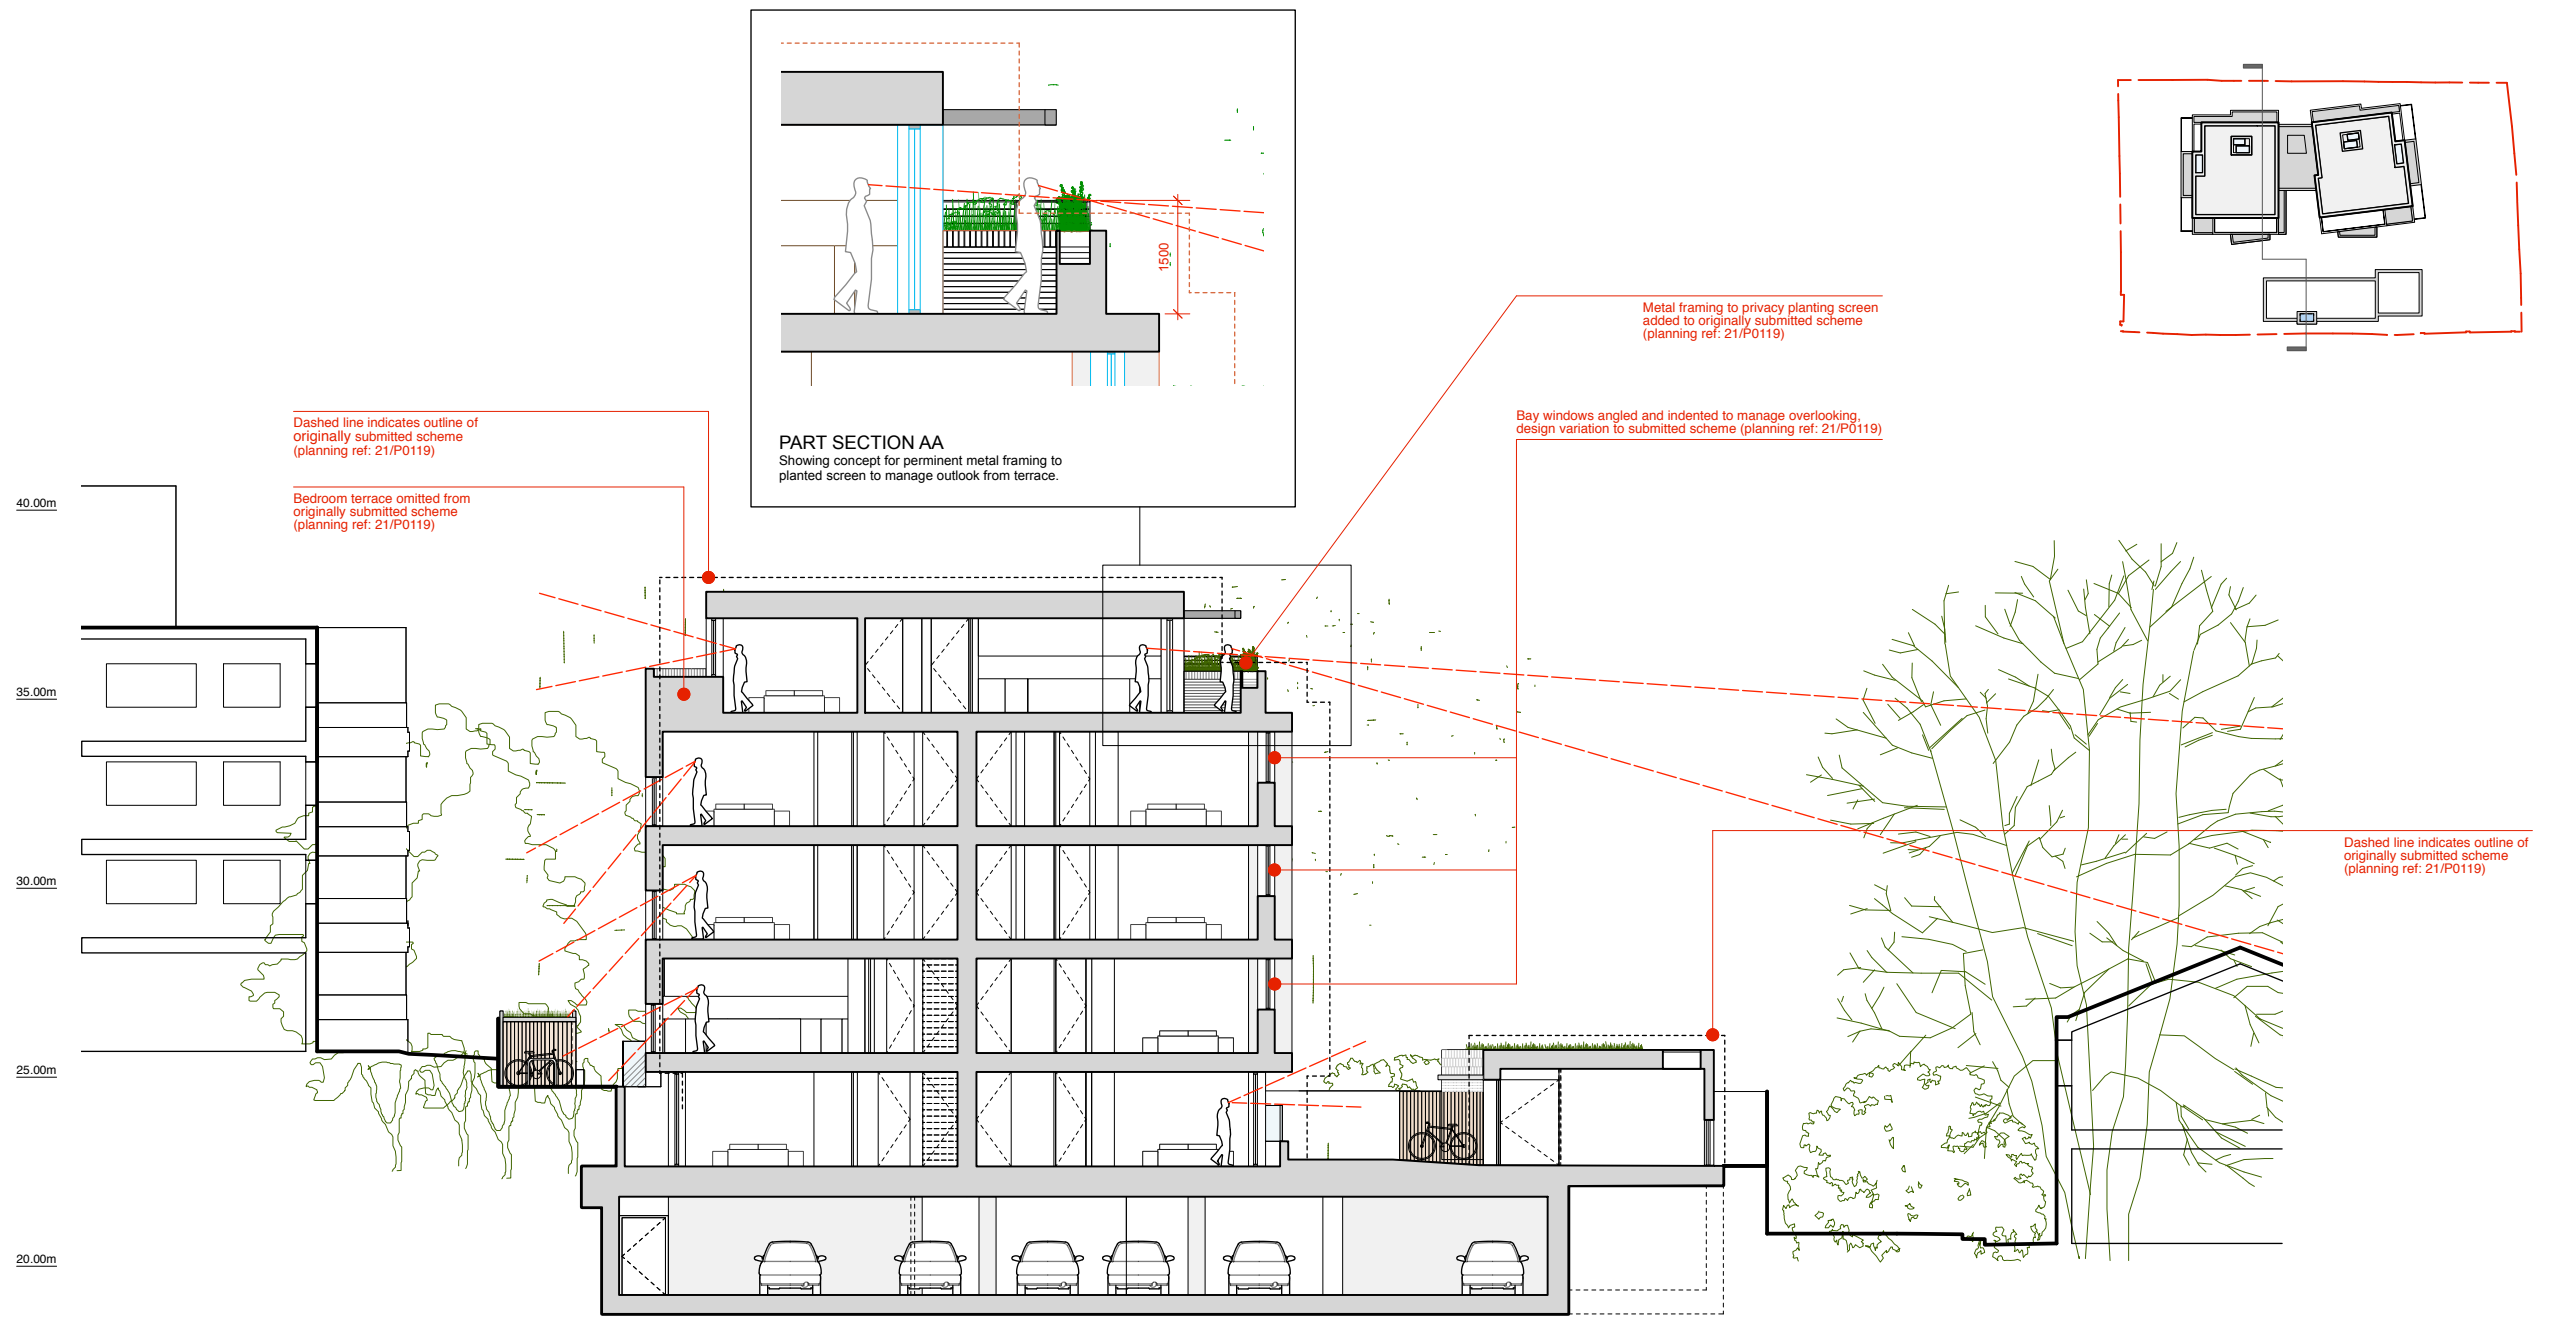 1500
PART SECTION AA
Showing concept for perminent metal framing to
planted screen to manage outlook from terrace.
Metal framing to privacy planting screen
added to originally submitted scheme
(planning ref: 21/P0119)
Dashed line indicates outline of
originally submitted scheme
(planning ref: 21/P0119)
Bay windows angled and indented to manage overlooking,
design variation to submitted scheme (planning ref: 21/P0119)
Bedroom terrace omitted from
originally submitted scheme
(planning ref: 21/P0119)
40.00m
35.00m
Dashed line indicates outline of
originally submitted scheme
(planning ref: 21/P0119)
30.00m
25.00m
20.00m